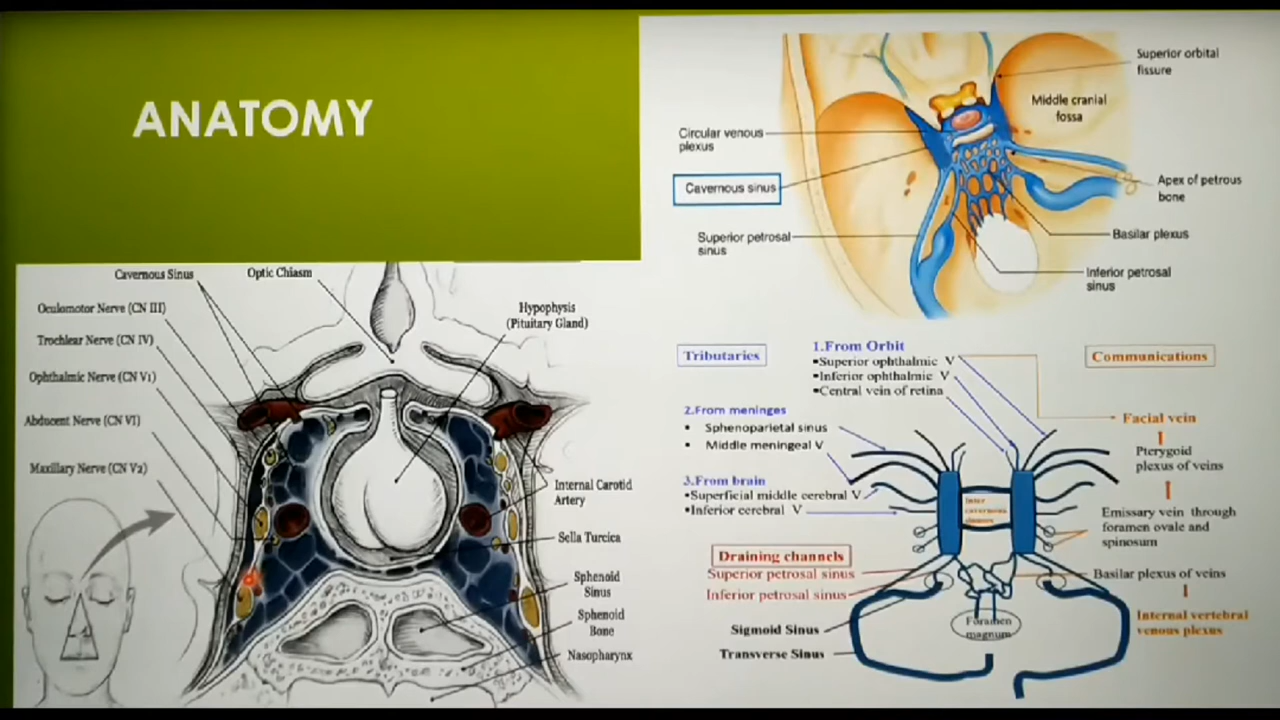 ANATOMY
Superior orbital
fissure
Middle cranial
fossa
Circular venous
plexus
Cavernous sinus
Apex of petrous
bone
Superior petrosal
sinus
Basilar plexus
Inferior petrosal
sinus
Cavernous Sinus
Optic Chiasm
Oculomotor Nerve (CN III)
Trochlear Nerve (CN IV)
Ophthalmic Nerve (CN V1)
Abducent Nerve (CN VI)
Maxillary Nerve (CN V2)
Hypophysis
(Pituitary Gland)
Internal Carotid
Artery
Sella Turcica
Sphenoid
Sinus
Sphenoid
Bone
Nasopharynx
Tributaries
1.From Orbit
▪Superior ophthalmic V
▪Inferior ophthalmic V
▪Central vein of retina
2.From meninges
• Sphenoparietal sinus
• Middle meningeal V
3.From brain
•Superficial middle cerebral V
•Inferior cerebral V
Draining channels
Superior petrosal sinus
Inferior petrosal sinus
Sigmoid Sinus
Transverse Sinus
Inter
cavernous
sinuses
Foramen
magnum
Communications
Facial vein
Pterygoid
plexus of veins
Emissary vein through
foramen ovale and
spinosum
Basilar plexus of veins
Internal vertebral
venous plexus